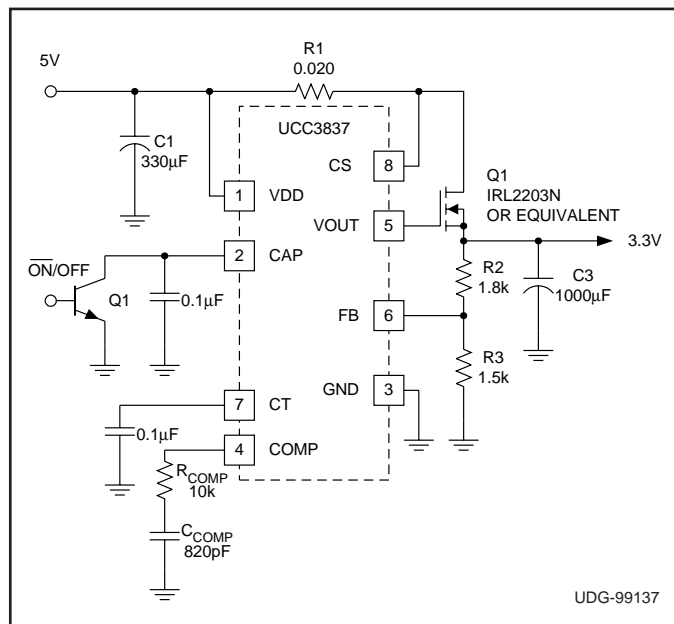 5V
R1
0.020
UCC3837
C1
330µF
CS
8
Q1
IRL2203N
OR EQUIVALENT
1
VDD
VOUT
5
3.3V
ON/OFF
2
CAP
R2
1.8k
C3
1000µF
Q1
0.1µF
FB
6
R3
1.5k
GND
3
7
CT
0.1µF
4
COMP
RCOMP
10k
CCOMP
820pF
UDG-99137